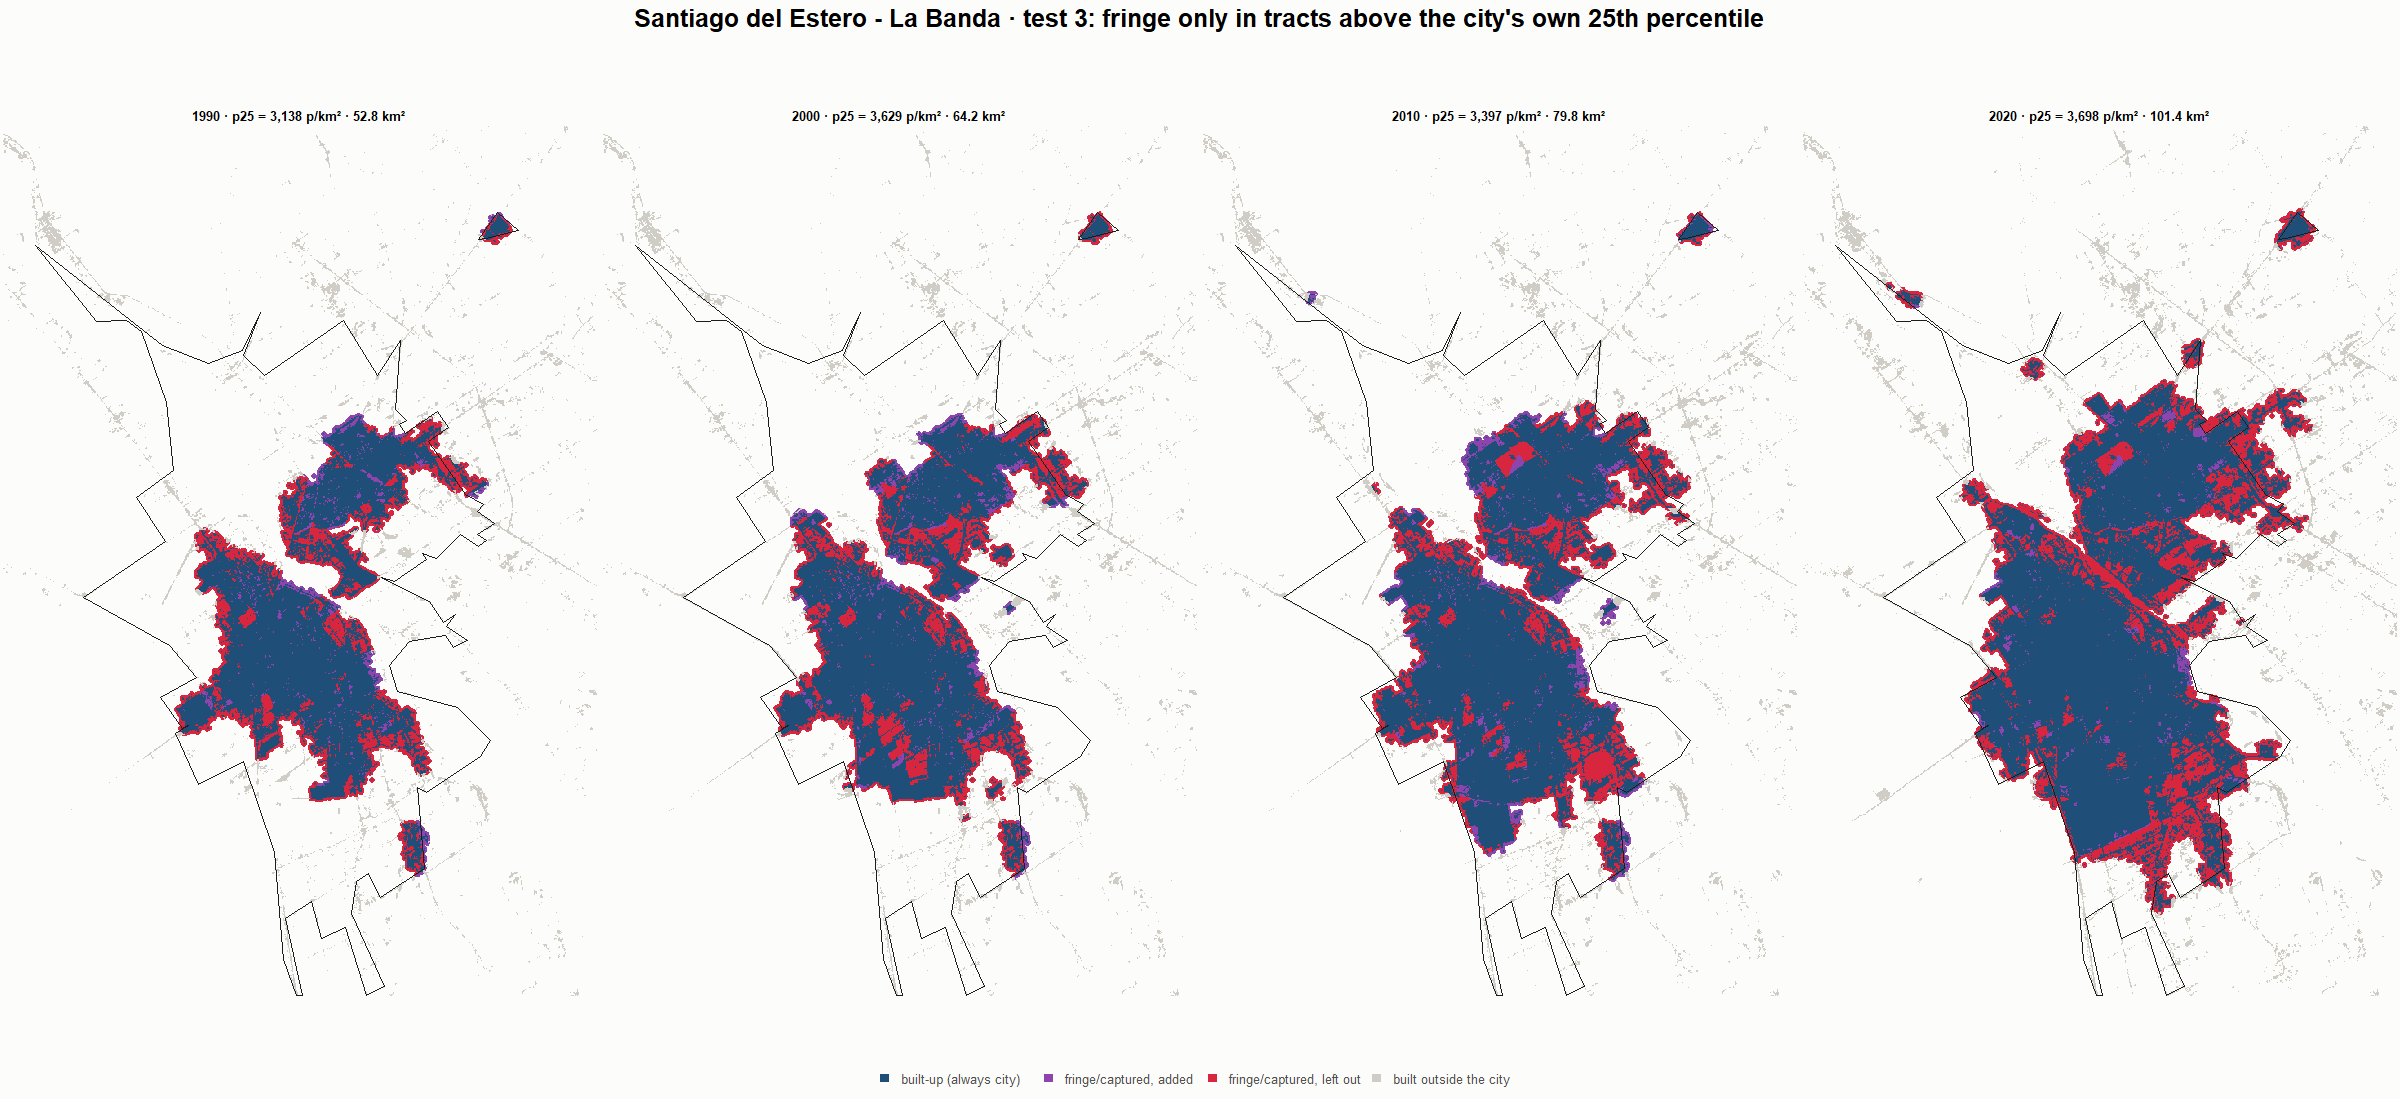 Santiago del Estero - La Banda · test 3: fringe only in tracts above the city's own 25th percentile
1990 · p25 = 3,138 p/km² · 52.8 km²
2000 · p25 = 3,629 p/km² · 64.2 km²
2010 · p25 = 3,397 p/km² · 79.8 km²
2020 · p25 = 3,698 p/km² · 101.4 km²
built-up (always city)
fringe/captured, added
fringe/captured, left out
built outside the city